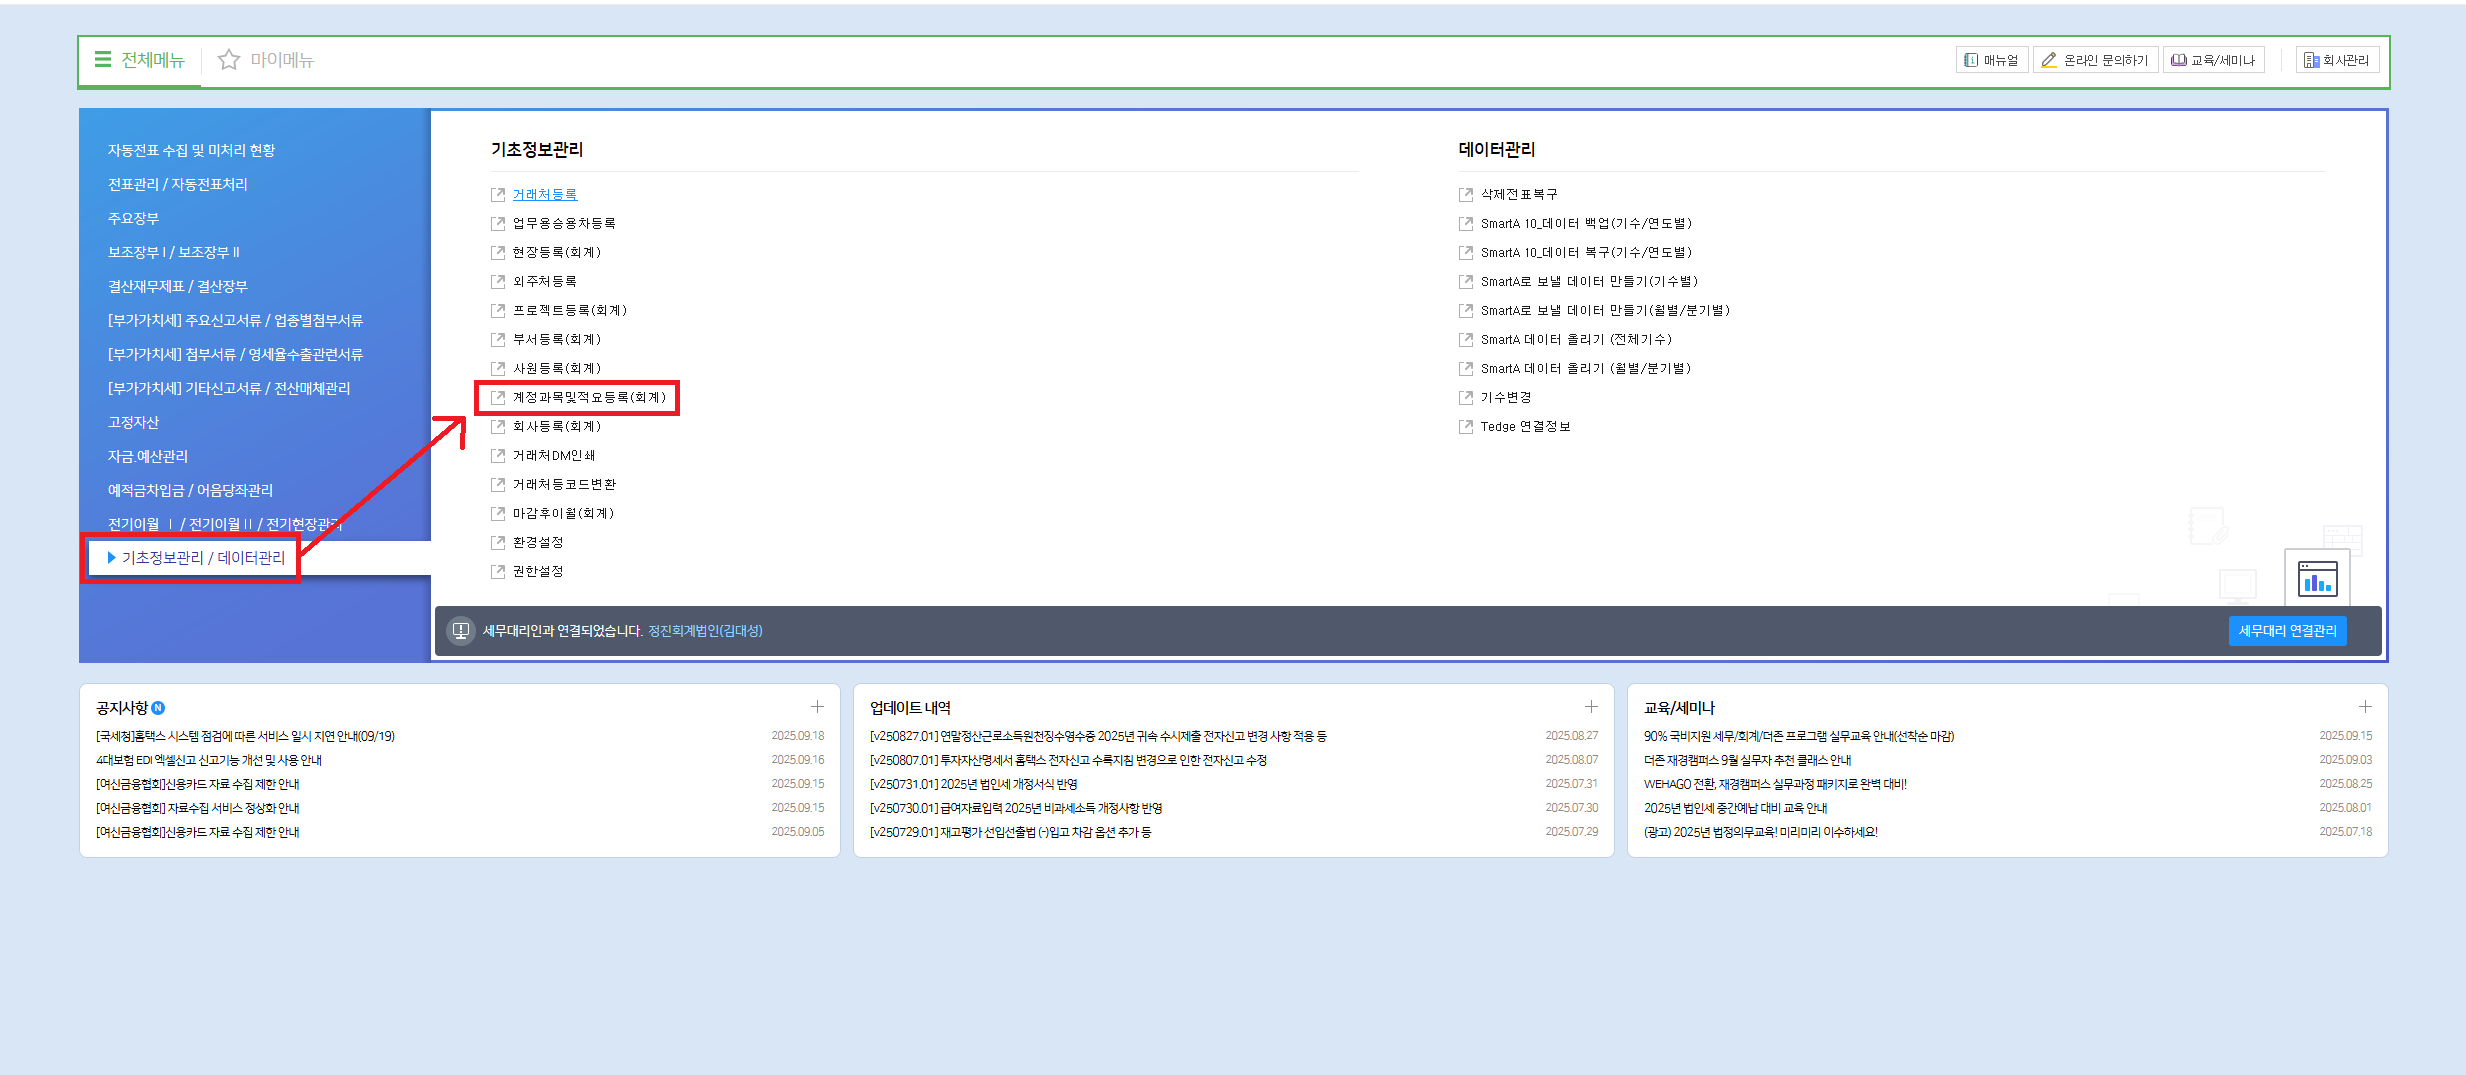 전체메뉴
마이메뉴
매뉴얼
온라인 문의하기
교육/세미나
회사관리
자동전표 수집 및 미처리 현황
전표관리 / 자동전표처리
주요장부
보조장부 I / 보조장부 II
결산재무제표 / 결산장부
[부가가치세] 주요신고서류 / 업종별첨부서류
[부가가치세] 첨부서류 / 영세율수출관련서류
[부가가치세] 기타신고서류 / 전산매체관리
고정자산
자금.예산관리
예적금차입금 / 어음당좌관리
전기이월 Ⅰ / 전기이월 II / 전기현장관리
기초정보관리 / 데이터관리
기초정보관리
거래처등록
업무용승용차등록
현장등록(회계)
외주처등록
프로젝트등록(회계)
부서등록(회계)
사원등록(회계)
계정과목및적요등록(회계)
회사등록(회계)
거래처DM인쇄
거래처등코드변환
마감후이월(회계)
환경설정
권한설정
데이터관리
삭제전표복구
SmartA 10_데이터 백업(기수/연도별)
SmartA 10_데이터 복구(기수/연도별)
SmartA로 보낼 데이터 만들기(기수별)
SmartA로 보낼 데이터 만들기(월별/분기별)
SmartA 데이터 올리기 (전체기수)
SmartA 데이터 올리기 (월별/분기별)
기수변경
Tedge 연결정보
세무대리인과 연결되었습니다. 정진회계법인(김대성)
세무대리 연결관리
공지사항 N
[국세청]홈택스 시스템 점검에 따른 서비스 일시 지연 안내(09/19) 2025.09.18
4대보험 EDI 엑셀신고 신고기능 개선 및 사용 안내 2025.09.16
[여신금융협회]신용카드 자료 수집 제한 안내 2025.09.15
[여신금융협회] 자료수집 서비스 정상화 안내 2025.09.15
[여신금융협회]신용카드 자료 수집 제한 안내 2025.09.05
업데이트 내역
[v250827.01] 연말정산근로소득원천징수영수증 2025년 귀속 수시제출 전자신고 변경 사항 적용 등 2025.08.27
[v250807.01] 투자자산명세서 홈택스 전자신고 수록지침 변경으로 인한 전자신고 수정 2025.08.07
[v250731.01] 2025년 법인세 개정서식 반영 2025.07.31
[v250730.01] 급여자료입력 2025년 비과세소득 개정사항 반영 2025.07.30
[v250729.01] 재고평가 선입선출법 (-)입고 차감 옵션 추가 등 2025.07.29
교육/세미나
90% 국비지원 세무/회계/더존 프로그램 실무교육 안내(선착순 마감) 2025.09.15
더존 재경캠퍼스 9월 실무자 추천 클래스 안내 2025.09.03
WEHAGO 전환, 재경캠퍼스 실무과정 패키지로 완벽 대비! 2025.08.25
2025년 법인세 중간예납 대비 교육 안내 2025.08.01
(광고) 2025년 법정의무교육! 미리미리 이수하세요! 2025.07.18